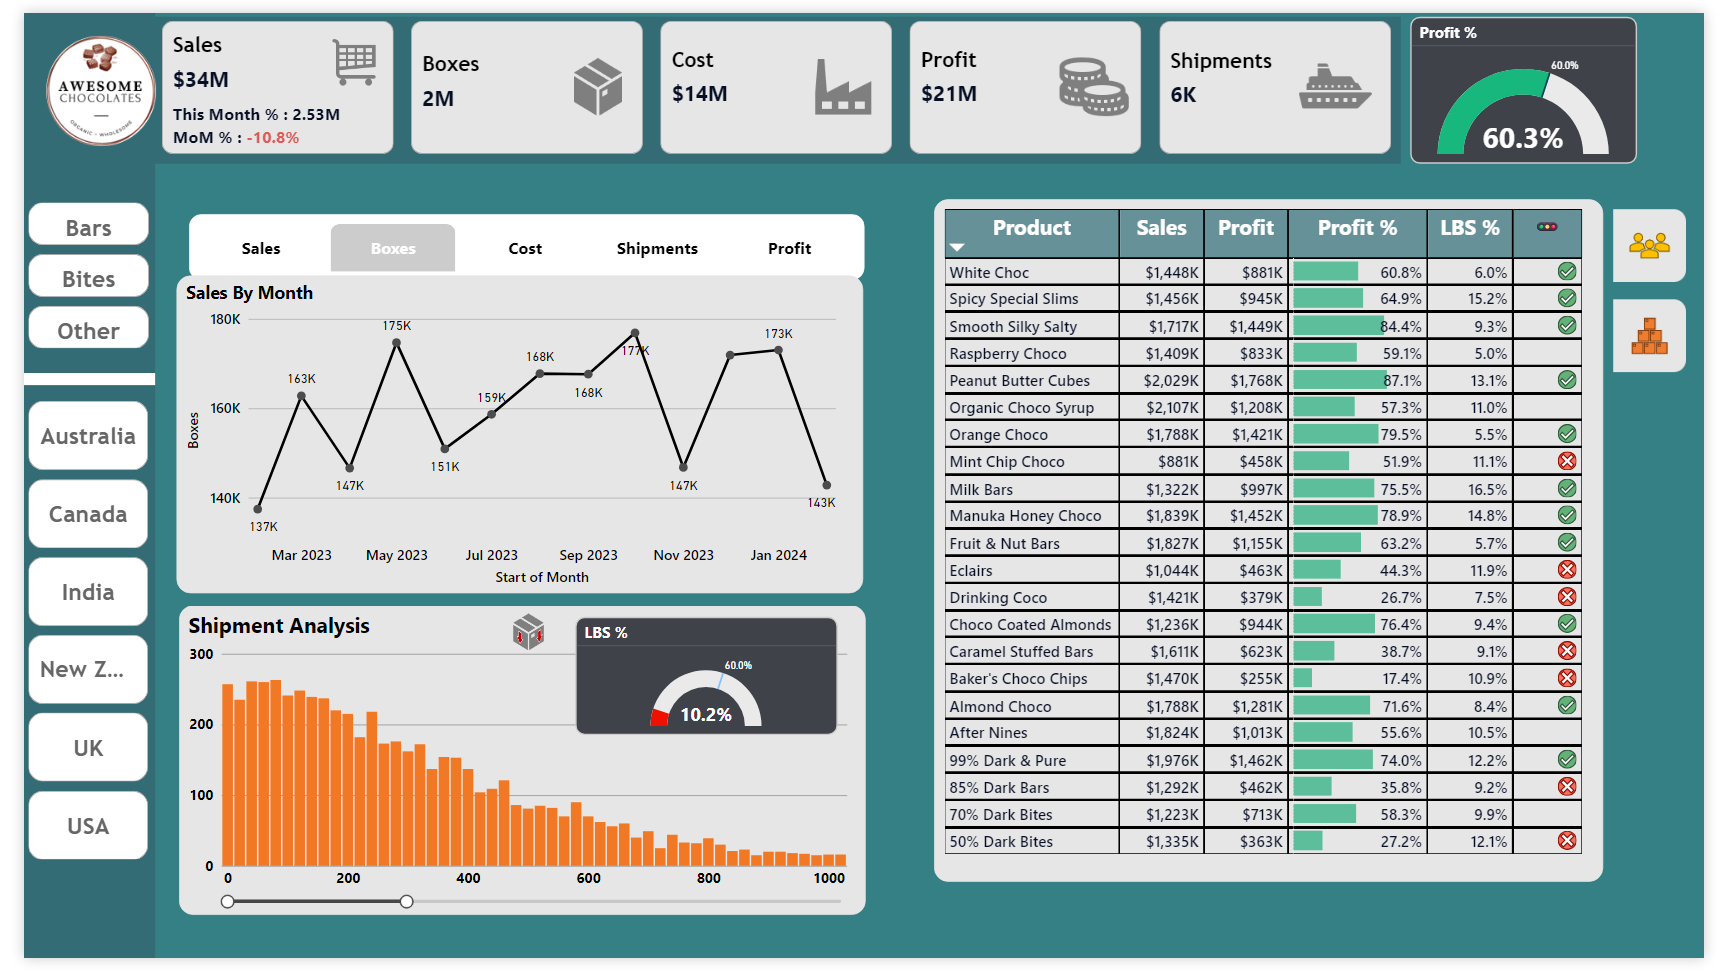 AWESOME
CHOCOLATES
ORGANIC - WHOLESOME
Sales
$34M
This Month % : 2.53M
MoM % : -10.8%
Boxes
2M
Cost
$14M
Profit
$21M
Shipments
6K
Profit %
60.0%
60.3%
Bars
Bites
Other
Australia
Canada
India
New Z...
UK
USA
Sales Boxes Cost Shipments Profit
Sales By Month
180K
160K
140K
Boxes
137K
163K
147K
175K
151K
159K
168K
168K
177K
147K
173K
143K
Mar 2023 May 2023 Jul 2023 Sep 2023 Nov 2023 Jan 2024
Start of Month
Shipment Analysis
300
200
100
0
0 200 400 600 800 1000
LBS %
60.0%
10.2%
Product Sales Profit Profit % LBS %
White Choc $1,448K $881K 60.8% 6.0%
Spicy Special Slims $1,456K $945K 64.9% 15.2%
Smooth Silky Salty $1,717K $1,449K 84.4% 9.3%
Raspberry Choco $1,409K $833K 59.1% 5.0%
Peanut Butter Cubes $2,029K $1,768K 87.1% 13.1%
Organic Choco Syrup $2,107K $1,208K 57.3% 11.0%
Orange Choco $1,788K $1,421K 79.5% 5.5%
Mint Chip Choco $881K $458K 51.9% 11.1%
Milk Bars $1,322K $997K 75.5% 16.5%
Manuka Honey Choco $1,839K $1,452K 78.9% 14.8%
Fruit & Nut Bars $1,827K $1,155K 63.2% 5.7%
Eclairs $1,044K $463K 44.3% 11.9%
Drinking Coco $1,421K $379K 26.7% 7.5%
Choco Coated Almonds $1,236K $944K 76.4% 9.4%
Caramel Stuffed Bars $1,611K $623K 38.7% 9.1%
Baker's Choco Chips $1,470K $255K 17.4% 10.9%
Almond Choco $1,788K $1,281K 71.6% 8.4%
After Nines $1,824K $1,013K 55.6% 10.5%
99% Dark & Pure $1,976K $1,462K 74.0% 12.2%
85% Dark Bars $1,292K $462K 35.8% 9.2%
70% Dark Bites $1,223K $713K 58.3% 9.9%
50% Dark Bites $1,335K $363K 27.2% 12.1%